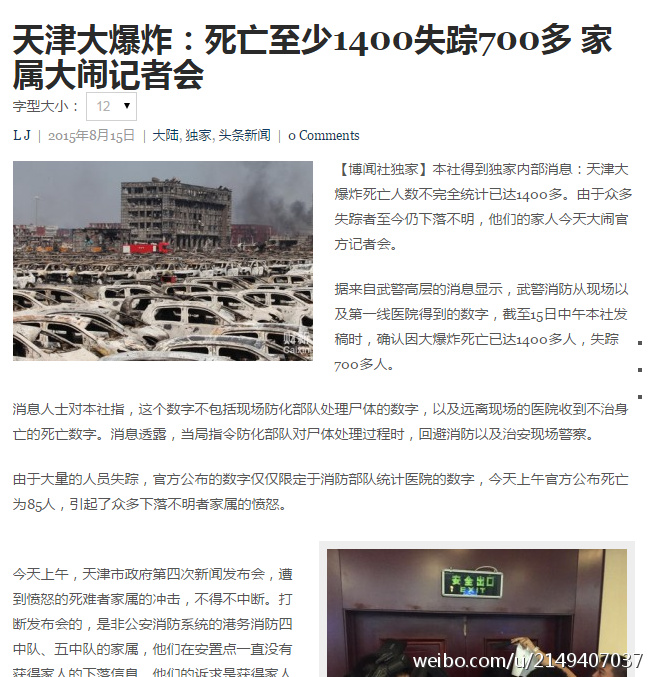 天津大爆炸：死亡至少1400失踪700多 家
属大闹记者会
字型大小： 12
L J | 2015年8月15日 | 大陆, 独家, 头条新闻 | 0 Comments
【博闻社独家】本社得到独家内部消息：天津大
爆炸死亡人数不完全统计已达1400多。由于众多
失踪者至今仍下落不明，他们的家人今天大闹官
方记者会。
据来自武警高层的消息显示，武警消防从现场以
及第一线医院得到的数字，截至15日中午本社发
稿时，确认因大爆炸死亡已达1400多人，失踪
700多人。
财新
Caixin
消息人士对本社指，这个数字不包括现场防化部队处理尸体的数字，以及远离现场的医院收到不治身
亡的死亡数字。消息透露，当局指令防化部队对尸体处理过程时，回避消防以及治安现场警察。
由于大量的人员失踪，官方公布的数字仅仅限定于消防部队统计医院的数字，今天上午官方公布死亡
为85人，引起了众多下落不明者家属的愤怒。
今天上午，天津市政府第四次新闻发布会，遭
到愤怒的死难者家属的冲击，不得不中断。打
断发布会的，是非公安消防系统的港务消防四
中队、五中队的家属，他们在安置点一直没有
获得家人的下落信息，他们的诉求是获得家人
安全出口
EXIT
weibo.com/u/2149407037